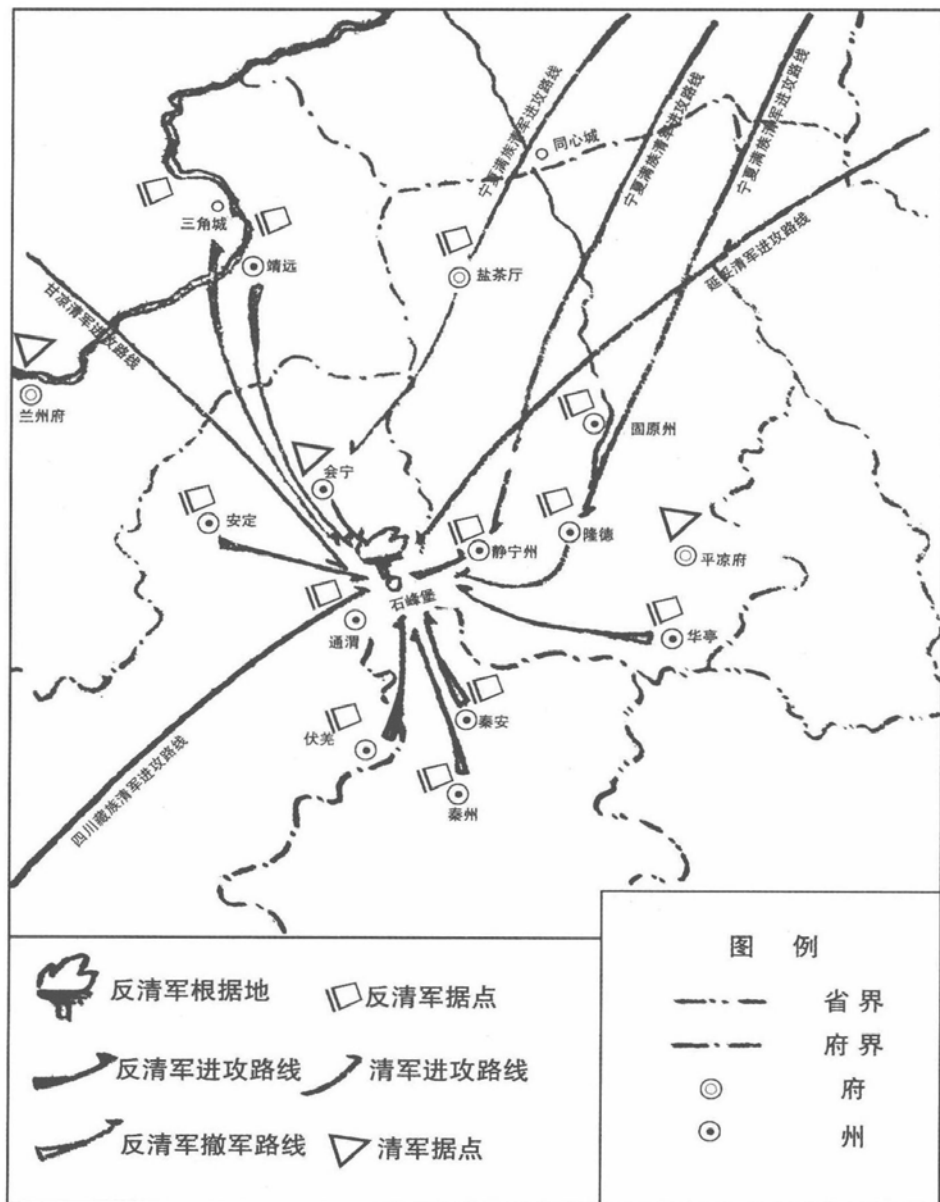 宁夏满族清军进攻路线
宁夏满族清军进攻路线
宁夏满族清军进攻路线
同心城
三角城
靖远
盐茶厅
延绥清军进攻路线
甘凉清军进攻路线
兰州府
固原州
会宁
安定
静宁州
隆德
平凉府
石峰堡
通渭
华亭
秦安
伏羌
秦州
四川藏族清军进攻路线
反清军根据地
反清军据点
反清军进攻路线
清军进攻路线
反清军撤军路线
清军据点
图 例
省界
府界
府
州